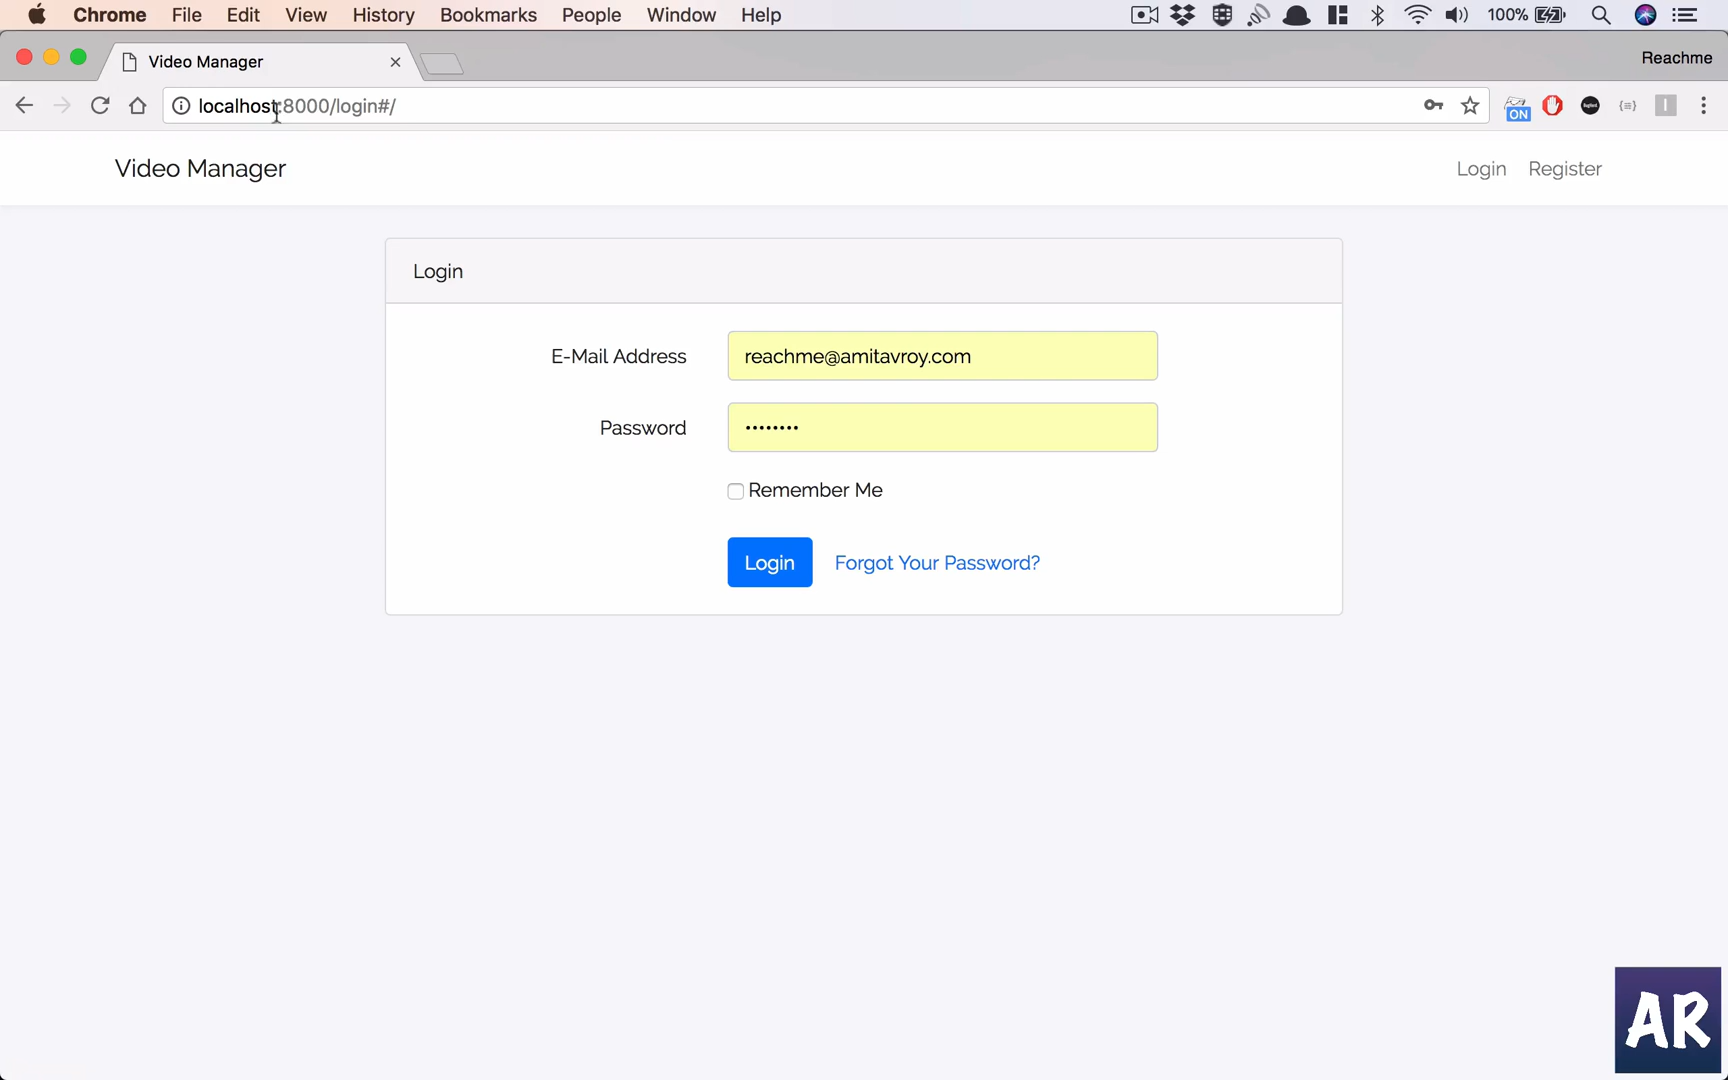 Chrome File Edit View History Bookmarks People Window Help 100%
Video Manager Reachme
localhost:8000/login#/ ON
Video Manager Login Register
Login
E-Mail Address reachme@amitavroy.com
Password ••••••••
Remember Me
Login Forgot Your Password?
AR